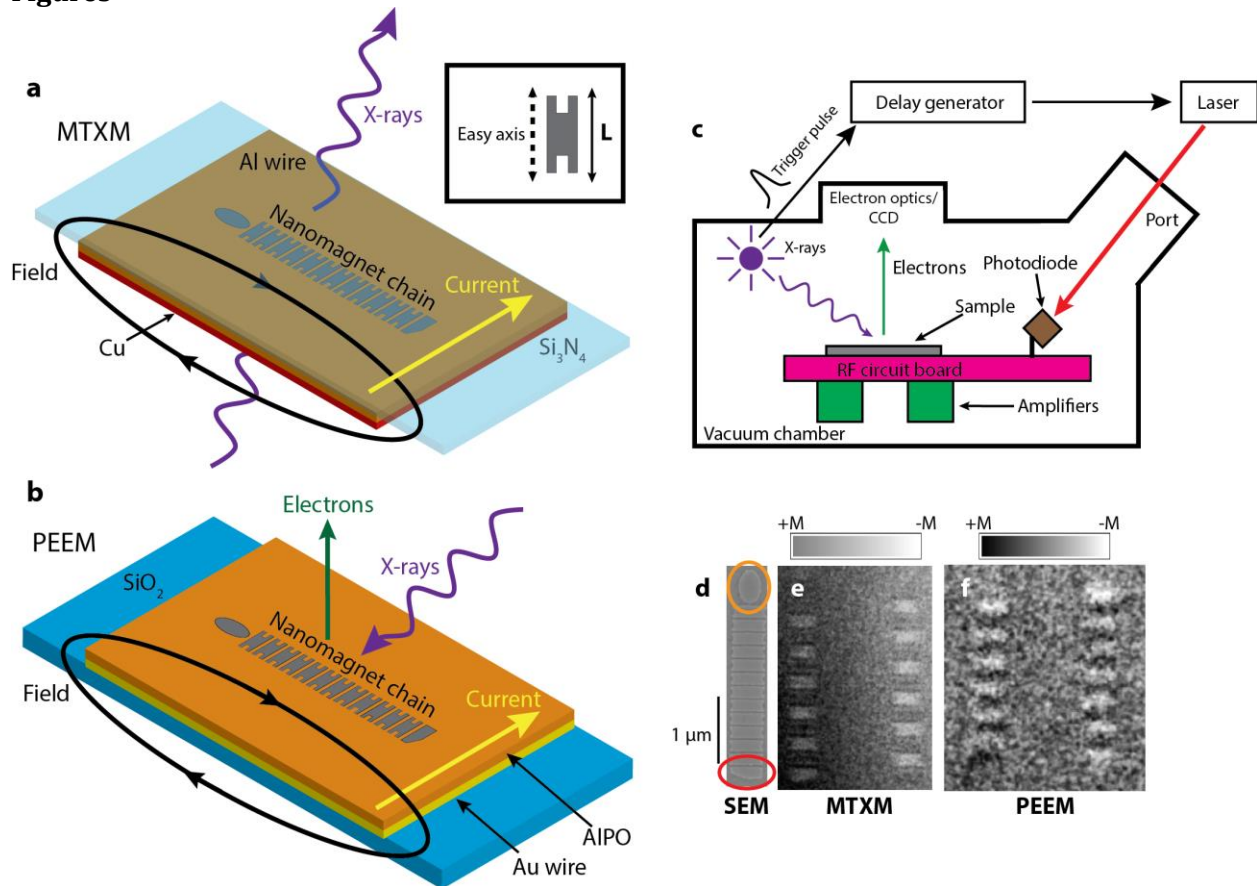 Figures
a
MTXM
X-rays
Al wire
Easy axis
L
Nanomagnet chain
Field
Current
Cu
Si₃N₄
b
PEEM
Electrons
X-rays
SiO₂
Nanomagnet chain
Field
Current
AlPO
Au wire
c
Delay generator
Laser
Trigger pulse
Electron optics/
CCD
Port
X-rays
Electrons
Photodiode
Sample
RF circuit board
Amplifiers
Vacuum chamber
+M
-M
+M
-M
d
e
f
1 µm
SEM
MTXM
PEEM